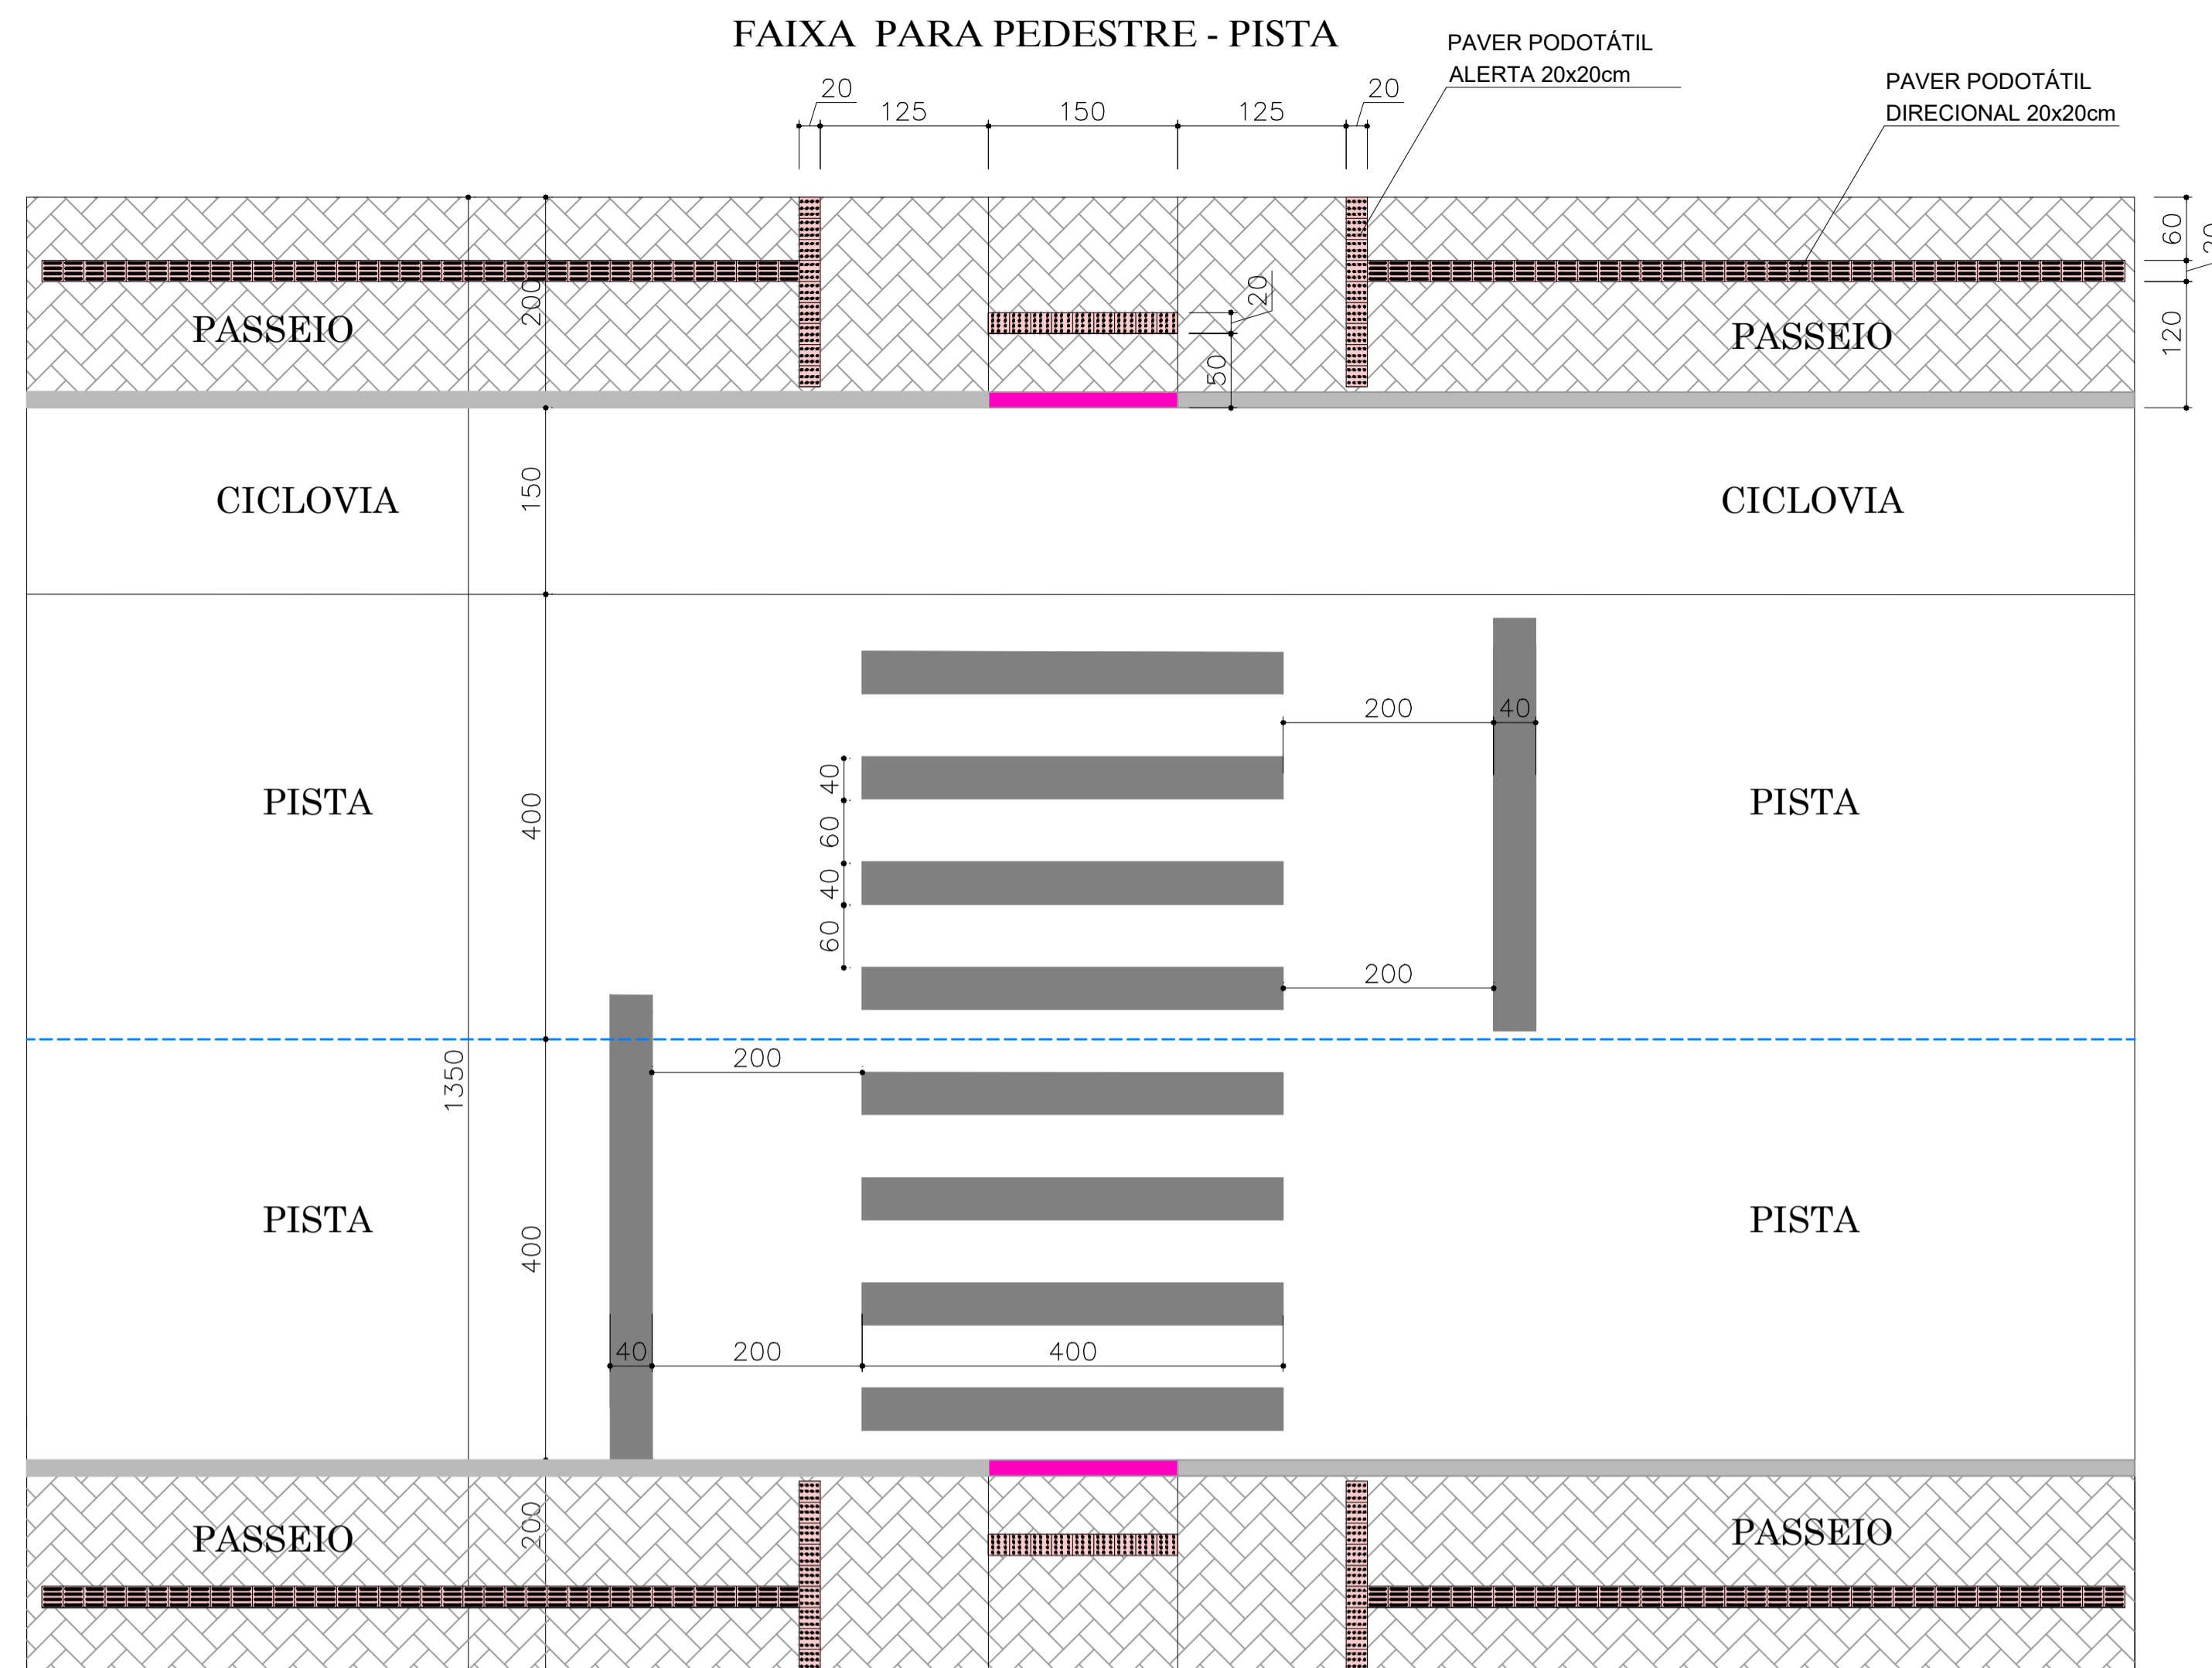 FAIXA PARA PEDESTRE - PISTA
PAVER PODOTÁTIL
ALERTA 20x20cm
PAVER PODOTÁTIL
DIRECIONAL 20x20cm
20
125
150
125
20
60
20
120
200
20
50
PASSEIO
PASSEIO
CICLOVIA
150
CICLOVIA
200
40
PISTA
400
40
60
40
60
PISTA
200
1350
200
PISTA
400
PISTA
40
200
400
PASSEIO
200
PASSEIO